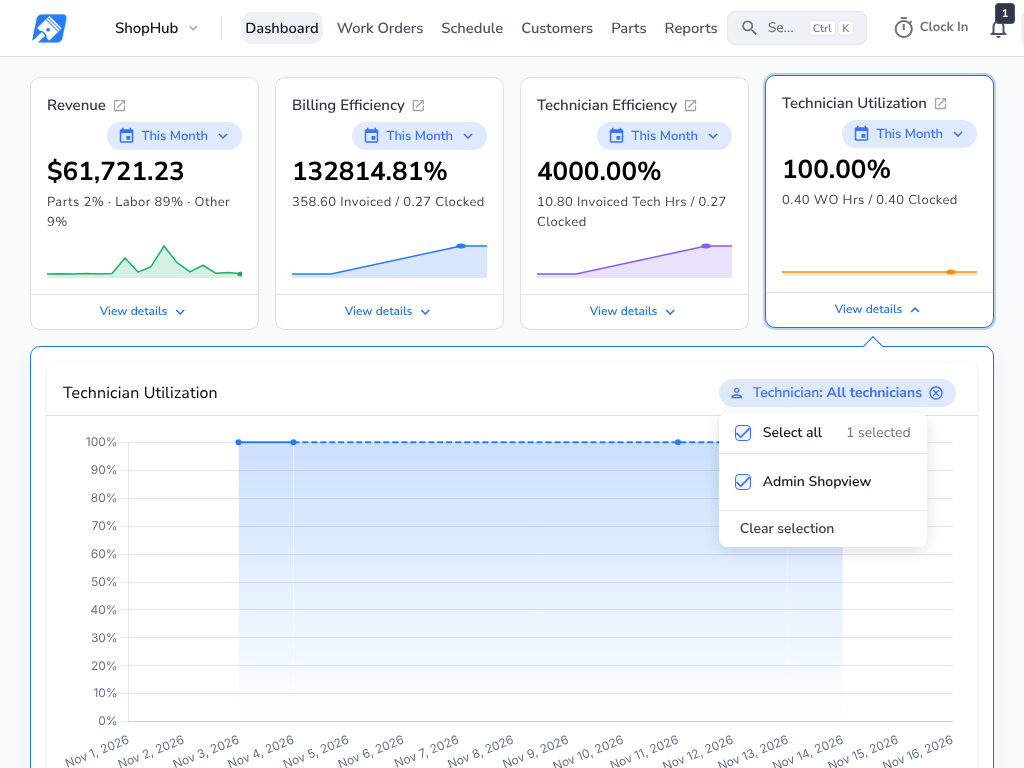 ShopHub
Dashboard
Work Orders
Schedule
Customers
Parts
Reports
Se...
Ctrl
K
Clock In
1
Revenue
This Month
$61,721.23
Parts 2% · Labor 89% · Other
9%
View details
Billing Efficiency
This Month
132814.81%
358.60 Invoiced / 0.27 Clocked
View details
Technician Efficiency
This Month
4000.00%
10.80 Invoiced Tech Hrs / 0.27
Clocked
View details
Technician Utilization
This Month
100.00%
0.40 WO Hrs / 0.40 Clocked
View details
Technician Utilization
Technician: All technicians
Select all
1 selected
Admin Shopview
Clear selection
100%
90%
80%
70%
60%
50%
40%
30%
20%
10%
0%
Nov 1, 2026
Nov 2, 2026
Nov 3, 2026
Nov 4, 2026
Nov 5, 2026
Nov 6, 2026
Nov 7, 2026
Nov 8, 2026
Nov 9, 2026
Nov 10, 2026
Nov 11, 2026
Nov 12, 2026
Nov 13, 2026
Nov 14, 2026
Nov 15, 2026
Nov 16, 2026